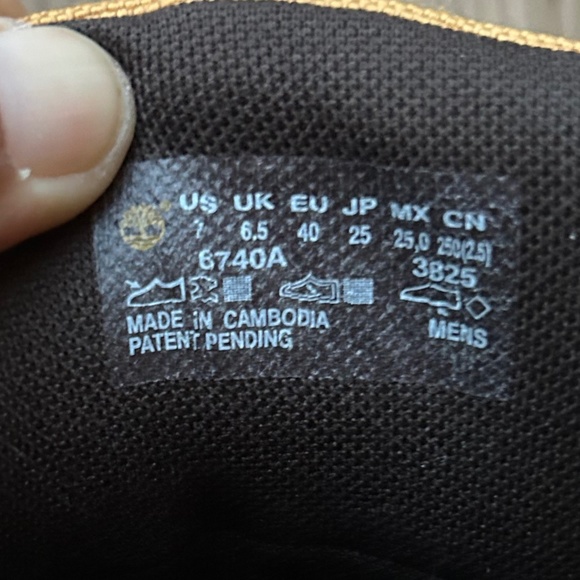 US UK EU JP MX CN
7 6.5 40 25 25,0 250(2.5)
6740A 3825
MADE IN CAMBODIA MENS
PATENT PENDING